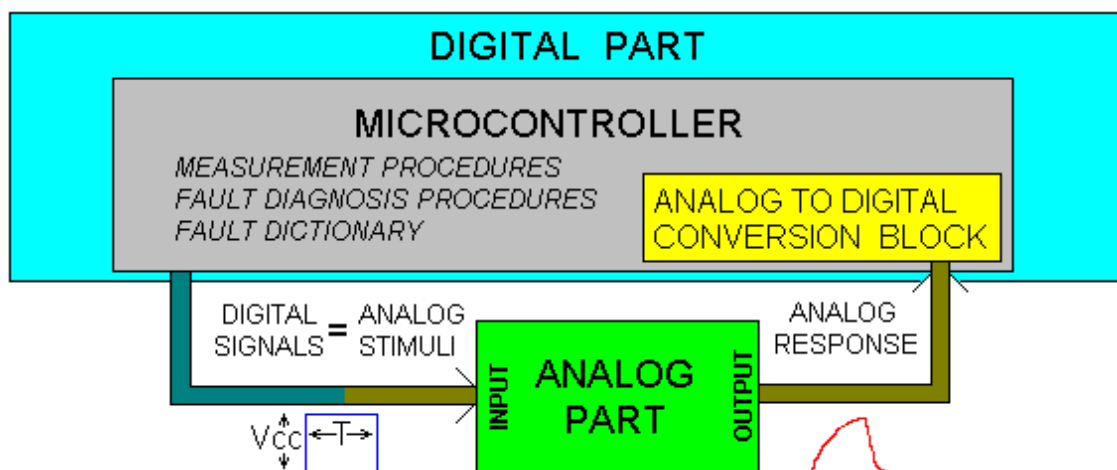 DIGITAL PART
MICROCONTROLLER
MEASUREMENT PROCEDURES
FAULT DIAGNOSIS PROCEDURES
FAULT DICTIONARY
ANALOG TO DIGITAL
CONVERSION BLOCK
DIGITAL = ANALOG
SIGNALS STIMULI
ANALOG
RESPONSE
INPUT
ANALOG
PART
OUTPUT
Vcc
T